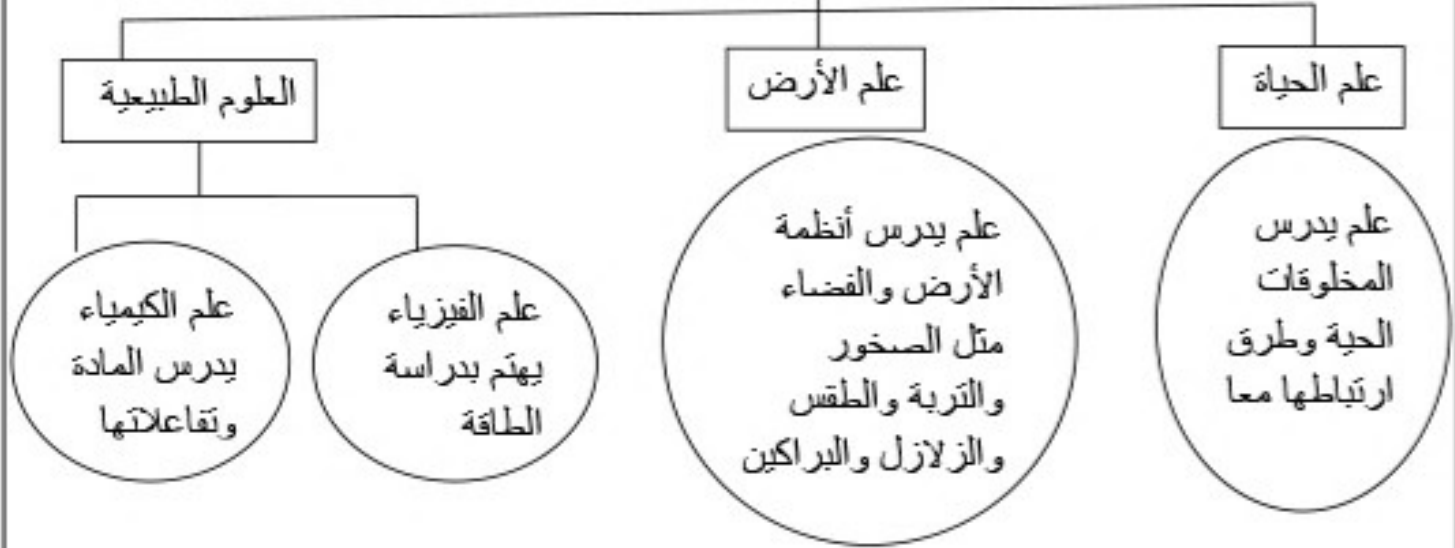 علم الحياة
علم الأرض
العلوم الطبيعية
علم يدرس
المخلوقات
الحية وطرق
ارتباطها معا
علم يدرس أنظمة
الأرض والفضاء
مثل الصخور
والتربة والطقس
والزلازل والبراكين
علم الفيزياء
يهتم بدراسة
الطاقة
علم الكيمياء
يدرس المادة
وتفاعلاتها